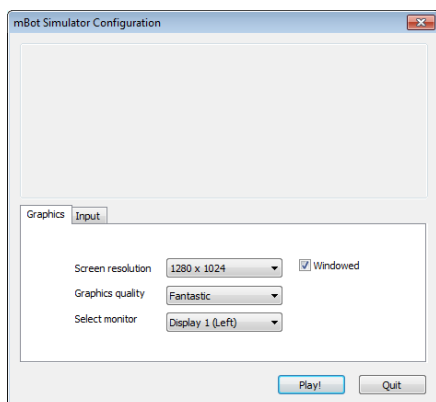 mBot Simulator Configuration
Graphics Input
Screen resolution 1280 x 1024 Windowed
Graphics quality Fantastic
Select monitor Display 1 (Left)
Play! Quit